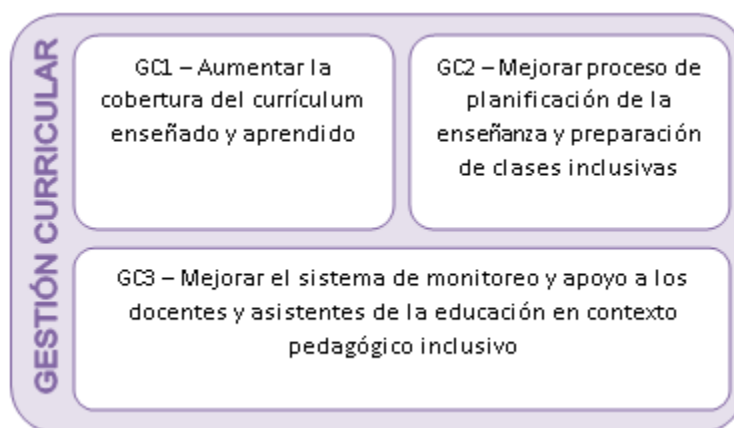 GESTIÓN CURRICULAR
GC1 – Aumentar la
cobertura del currículum
enseñado y aprendido
GC2 – Mejorar proceso de
planificación de la
enseñanza y preparación
de clases inclusivas
GC3 – Mejorar el sistema de monitoreo y apoyo a los
docentes y asistentes de la educación en contexto
pedagógico inclusivo